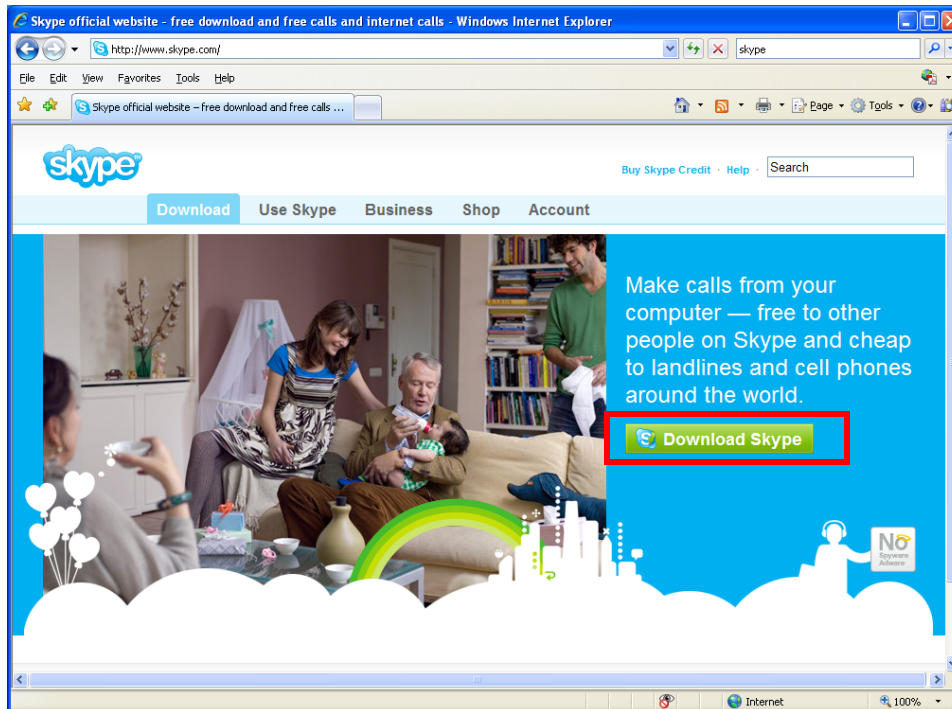 Skype official website - free download and free calls and internet calls - Windows Internet Explorer
http://www.skype.com/
skype
File Edit View Favorites Tools Help
Skype official website – free download and free calls ...
Page Tools
skype
Buy Skype Credit · Help · Search
Download Use Skype Business Shop Account
Make calls from your
computer — free to other
people on Skype and cheap
to landlines and cell phones
around the world.
Download Skype
No
Spyware
Adware
Internet 100%